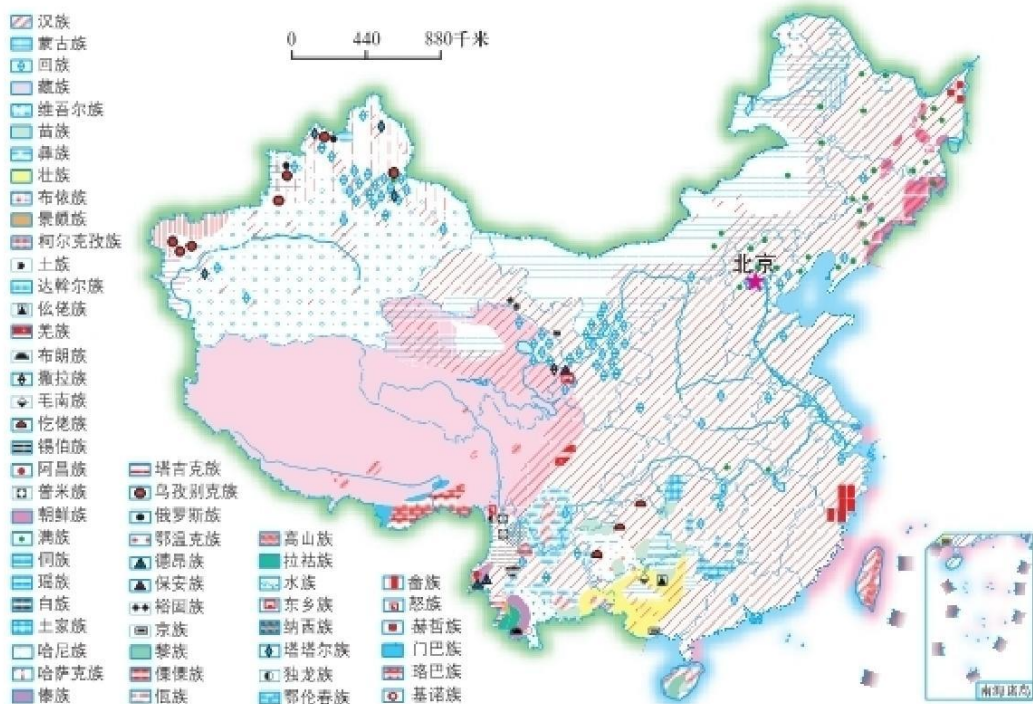 汉族
蒙古族
回族
藏族
维吾尔族
苗族
彝族
壮族
布依族
景颇族
柯尔克孜族
土族
达斡尔族
仫佬族
羌族
布朗族
撒拉族
毛南族
仡佬族
锡伯族
阿昌族
普米族
朝鲜族
满族
侗族
瑶族
白族
土家族
哈尼族
哈萨克族
傣族
塔吉克族
乌孜别克族
俄罗斯族
鄂温克族
德昂族
保安族
裕固族
京族
黎族
傈僳族
佤族
高山族
拉祜族
水族
东乡族
纳西族
塔塔尔族
独龙族
鄂伦春族
畲族
怒族
赫哲族
门巴族
珞巴族
基诺族
0 440 880千米
北京
南海诸岛